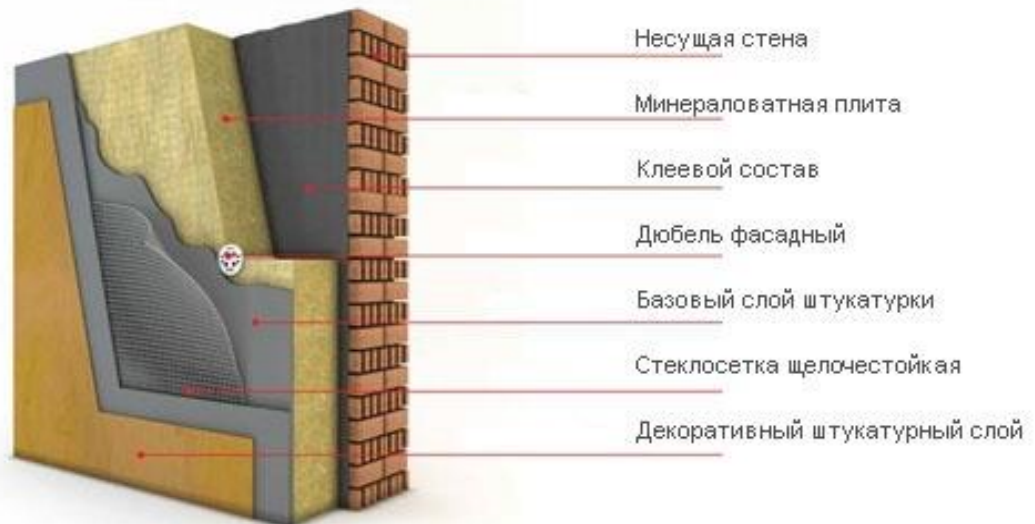 Несущая стена
Минераловатная плита
Клеевой состав
Дюбель фасадный
Базовый слой штукатурки
Стеклосетка щелочестойкая
Декоративный штукатурный слой